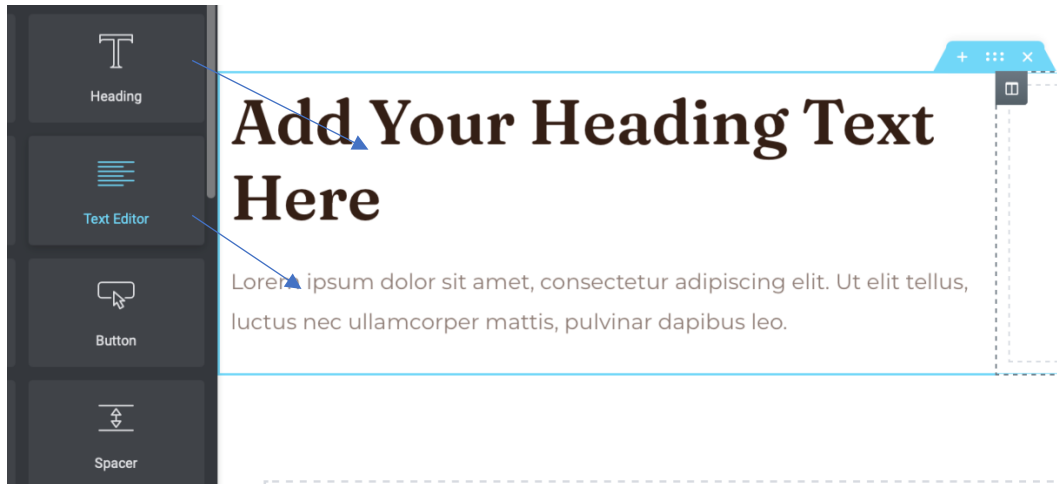 Heading
Text Editor
Button
Spacer
Add Your Heading Text
Here
Lorem ipsum dolor sit amet, consectetur adipiscing elit. Ut elit tellus,
luctus nec ullamcorper mattis, pulvinar dapibus leo.